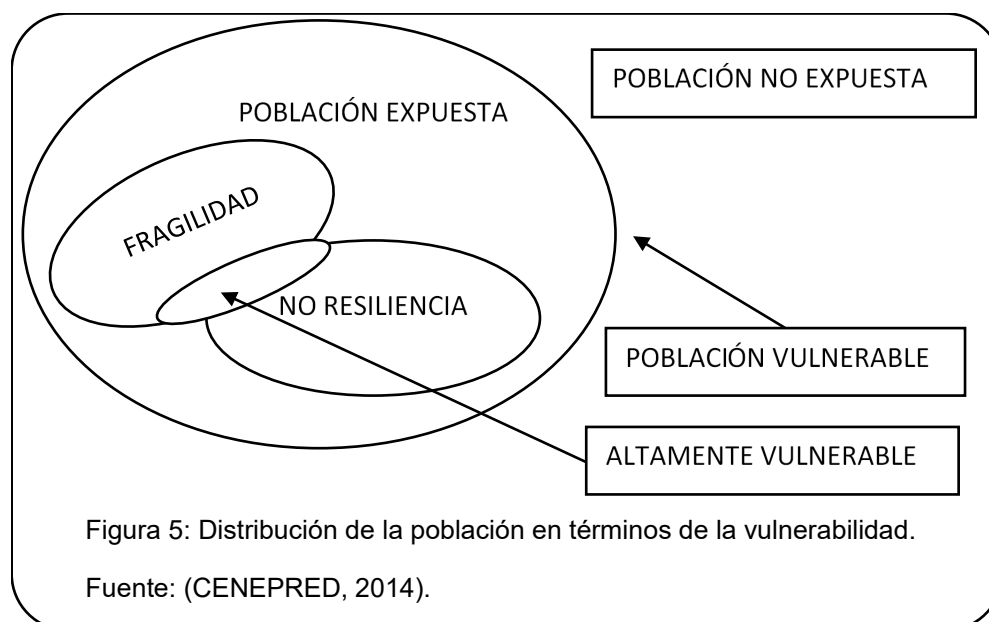 POBLACIÓN NO EXPUESTA
POBLACIÓN EXPUESTA
FRAGILIDAD
NO RESILIENCIA
POBLACIÓN VULNERABLE
ALTAMENTE VULNERABLE
Figura 5: Distribución de la población en términos de la vulnerabilidad.
Fuente: (CENEPRED, 2014).